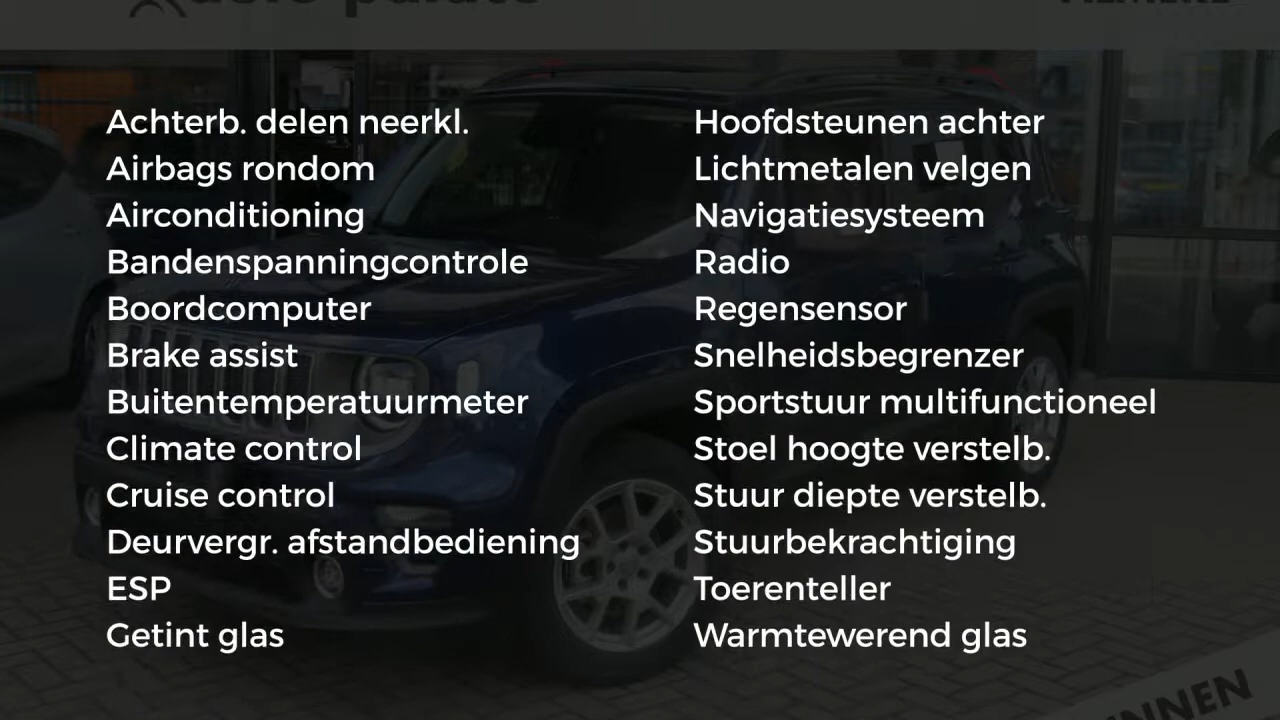 Achterb. delen neerkl.
Airbags rondom
Airconditioning
Bandenspanningcontrole
Boordcomputer
Brake assist
Buitentemperatuurmeter
Climate control
Cruise control
Deurvergr. afstandbediening
ESP
Getint glas
Hoofdsteunen achter
Lichtmetalen velgen
Navigatiesysteem
Radio
Regensensor
Snelheidsbegrenzer
Sportstuur multifunctioneel
Stoel hoogte verstelb.
Stuur diepte verstelb.
Stuurbekrachtiging
Toerenteller
Warmtewerend glas